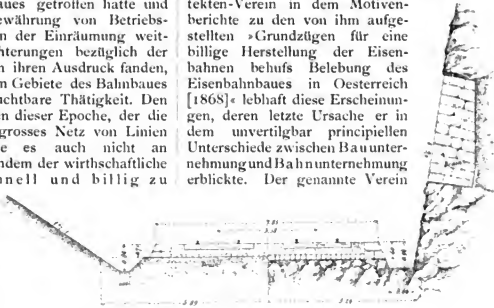 baues getroffen hatte und
ewährung von Betriebs-
n der Einräumung weit-
hterungen bezüglich der
n ihren Ausdruck fanden,
n Gebiete des Bahnbaues
uchtbare Thätigkeit. Den
n dieser Epoche, der die
grosses Netz von Linien
e es auch nicht an
ndem der wirthschaftliche
nell und billig zu
tekten-Verein in dem Motiven-
berichte zu den von ihm aufge-
stellten »Grundzügen für eine
billige Herstellung der Eisen-
bahnen behufs Belebung des
Eisenbahnbaues in Oesterreich
[1868]« lebhaft diese Erscheinun-
gen, deren letzte Ursache er in
dem unvertilgbar principiellen
Unterschiede zwischen Bauunter-
nehmung und Bahnunternehmung
erblickte. Der genannte Verein